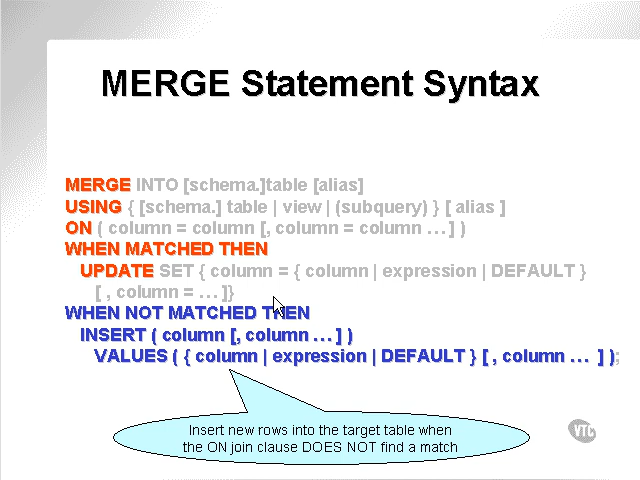 MERGE Statement Syntax
MERGE INTO [schema.]table [alias]
USING { [schema.] table | view | (subquery) } [ alias ]
ON ( column = column [, column = column … ] )
WHEN MATCHED THEN
UPDATE SET { column = { column | expression | DEFAULT }
[ , column = … ]}
WHEN NOT MATCHED THEN
INSERT ( column [, column … ] )
VALUES ( { column | expression | DEFAULT } [ , column … ] );
Insert new rows into the target table when
the ON join clause DOES NOT find a match
VTC